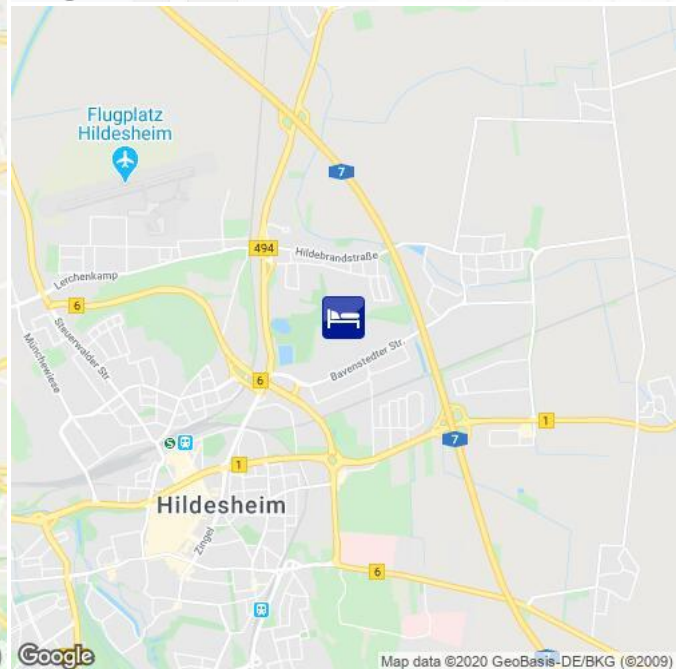 Flugplatz
Hildesheim
7
494
Hildebrandstraße
Lerchenkamp
6
Steuerwalder Str.
Münchewiese
Bavenstedter Str.
6
S
1
7
1
Hildesheim
Zingel
6
Google
Map data ©2020 GeoBasis-DE/BKG (©2009)